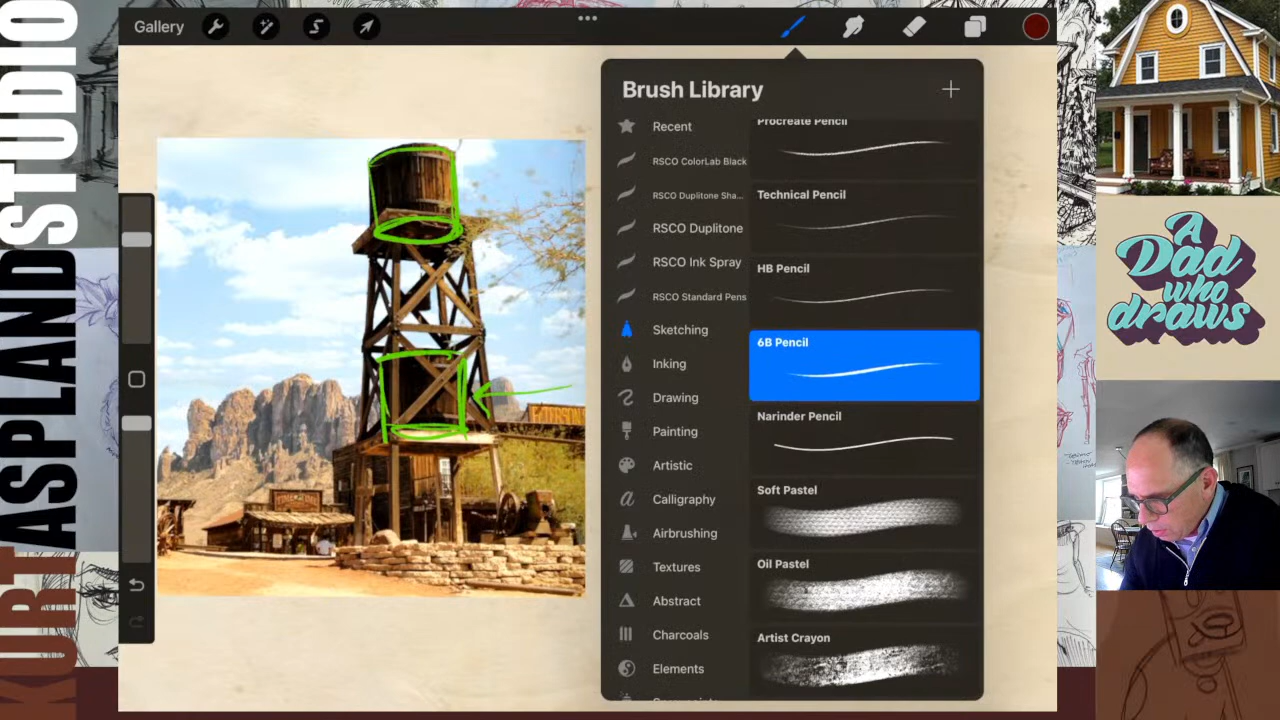 KURT ASPLANDSTUDIO
Gallery
Brush Library
Recent
RSCO ColorLab Black
RSCO Duplitone Sha...
RSCO Duplitone
RSCO Ink Spray
RSCO Standard Pens
Sketching
Inking
Drawing
Painting
Artistic
Calligraphy
Airbrushing
Textures
Abstract
Charcoals
Elements
Procreate Pencil
Technical Pencil
HB Pencil
6B Pencil
Narinder Pencil
Soft Pastel
Oil Pastel
Artist Crayon
A
Dad
who
draws